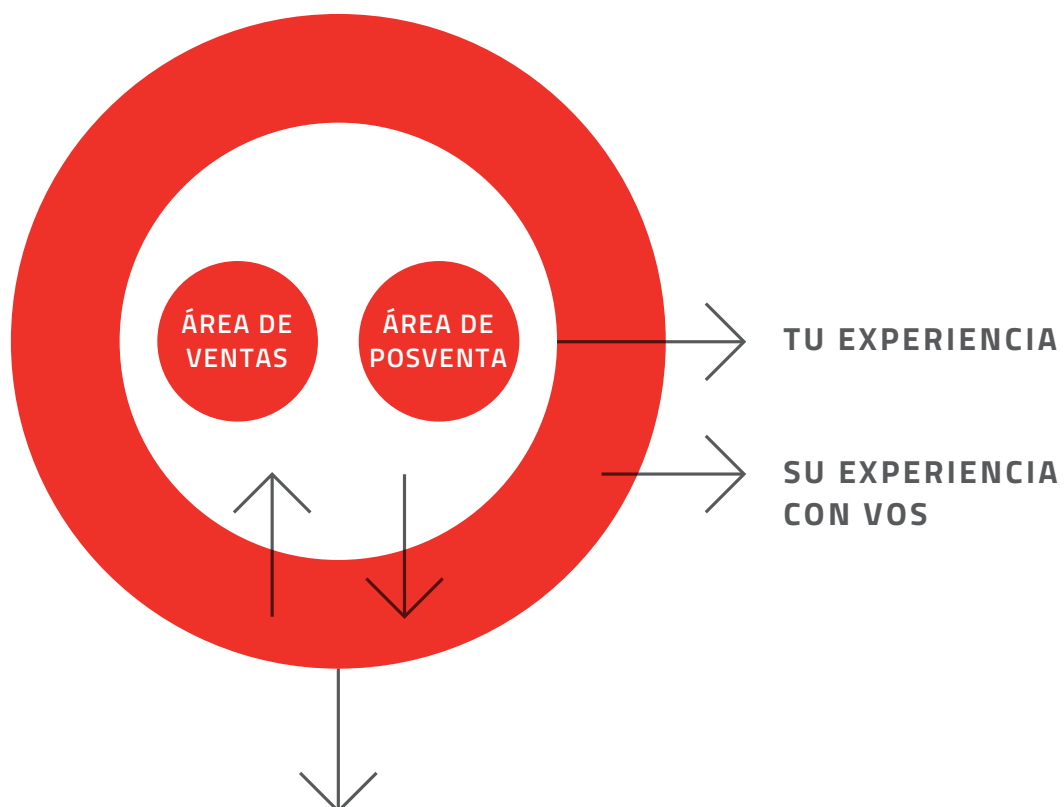 ÁREA DE
VENTAS
ÁREA DE
POSVENTA
TU EXPERIENCIA
SU EXPERIENCIA
CON VOS